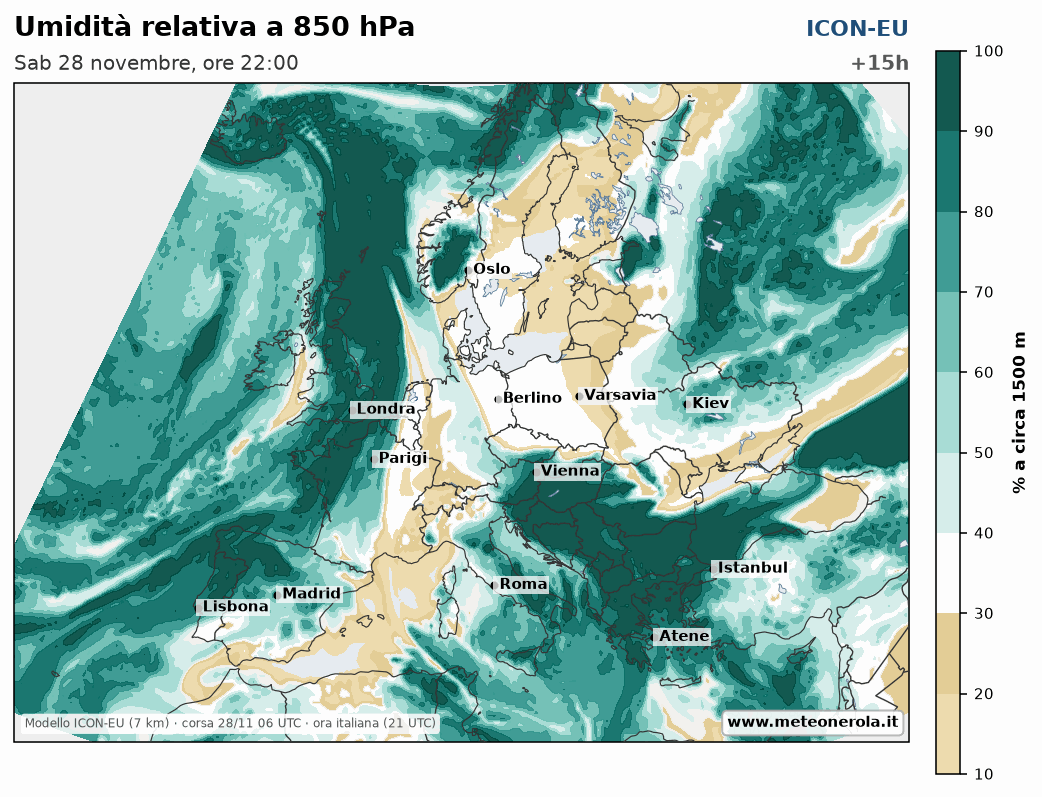 Umidità relativa a 850 hPa
ICON-EU
Sab 28 novembre, ore 22:00
+15h
100
90
80
70
60
50
40
30
20
10
% a circa 1500 m
Oslo
Berlino
Varsavia
Kiev
Londra
Parigi
Vienna
Istanbul
Roma
Madrid
Lisbona
Atene
Modello ICON-EU (7 km) · corsa 28/11 06 UTC · ora italiana (21 UTC)
www.meteonerola.it